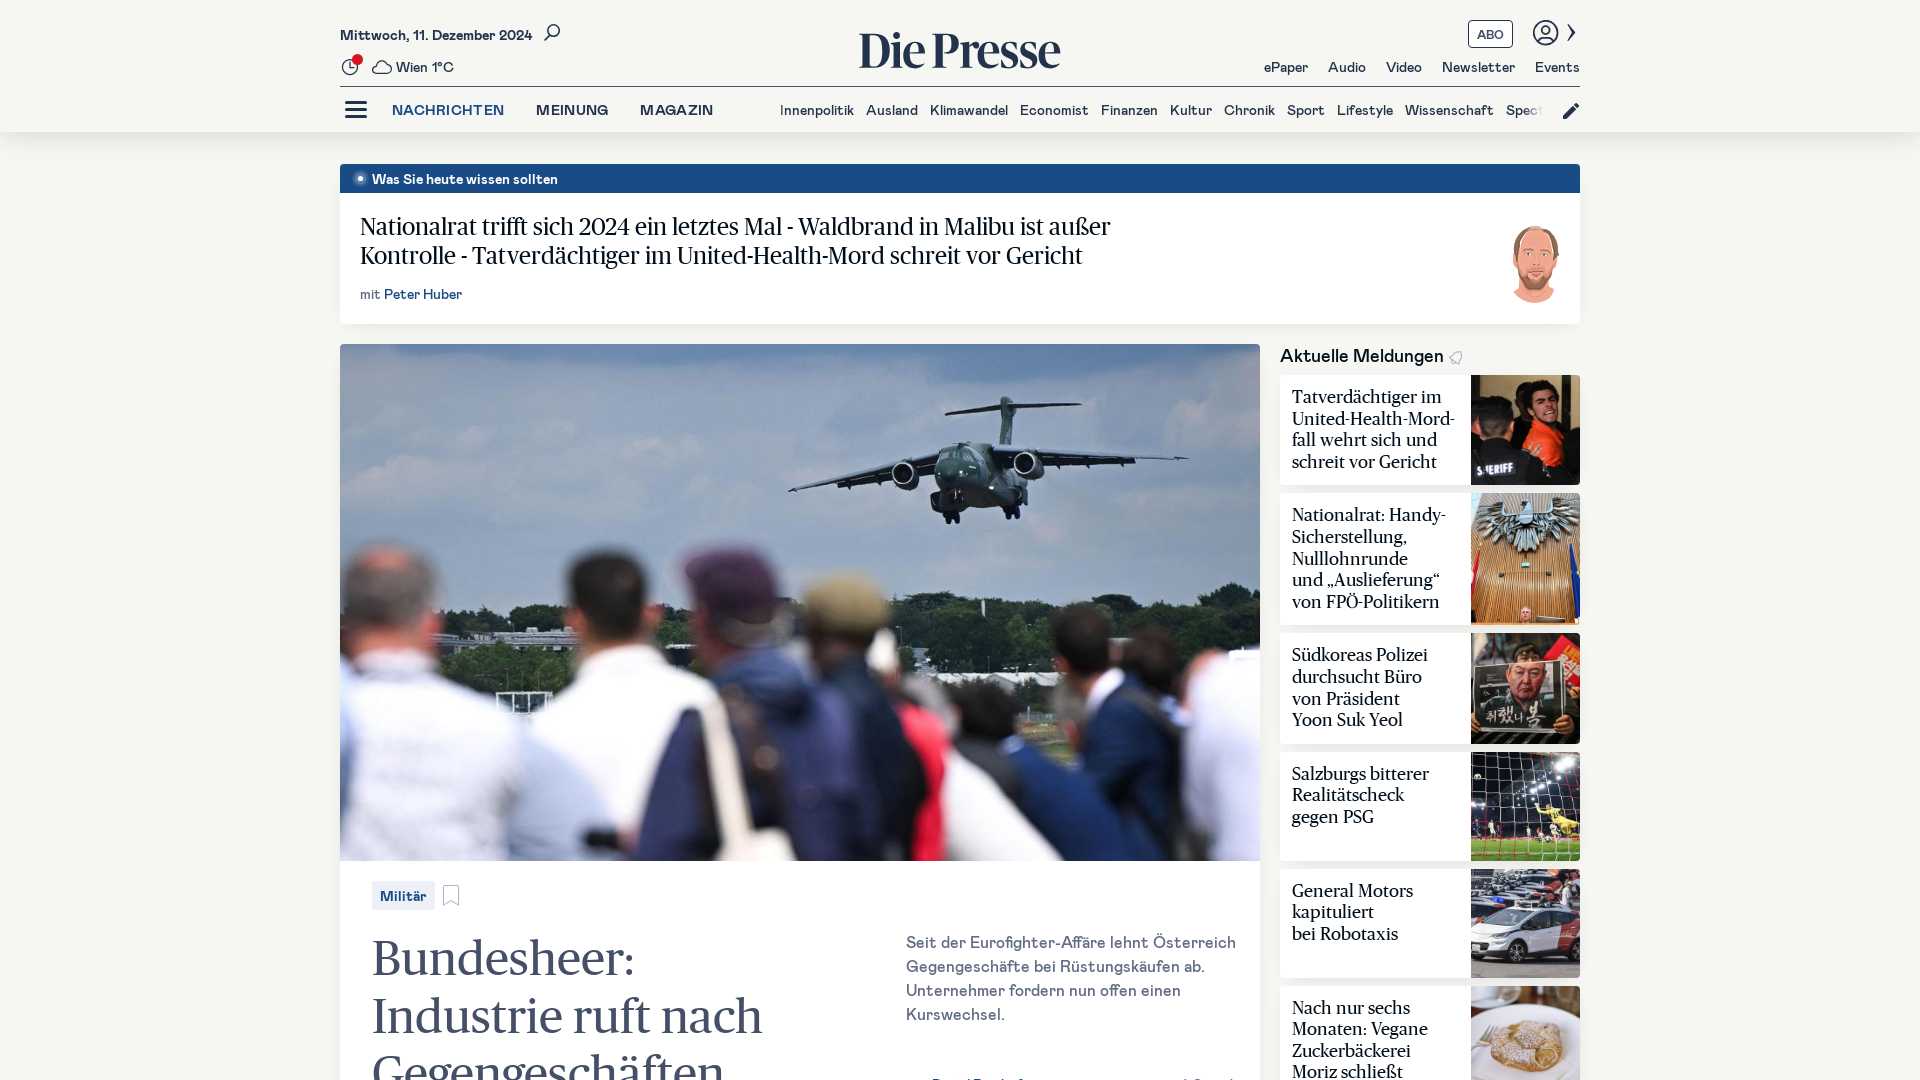 Mittwoch, 11. Dezember 2024
Die Presse
ABO
Wien 1°C
ePaper Audio Video Newsletter Events
NACHRICHTEN MEINUNG MAGAZIN
Innenpolitik Ausland Klimawandel Economist Finanzen Kultur Chronik Sport Lifestyle Wissenschaft Spect
Was Sie heute wissen sollten
Nationalrat trifft sich 2024 ein letztes Mal - Waldbrand in Malibu ist außer
Kontrolle - Tatverdächtiger im United-Health-Mord schreit vor Gericht
mit Peter Huber
Militär
Bundesheer:
Industrie ruft nach
Gegengeschäften
Seit der Eurofighter-Affäre lehnt Österreich
Gegengeschäfte bei Rüstungskäufen ab.
Unternehmer fordern nun offen einen
Kurswechsel.
Aktuelle Meldungen
Tatverdächtiger im
United-Health-Mord-
fall wehrt sich und
schreit vor Gericht
SHERIFF
Nationalrat: Handy-
Sicherstellung,
Nulllohnrunde
und „Auslieferung“
von FPÖ-Politikern
Südkoreas Polizei
durchsucht Büro
von Präsident
Yoon Suk Yeol
Salzburgs bitterer
Realitätscheck
gegen PSG
General Motors
kapituliert
bei Robotaxis
Nach nur sechs
Monaten: Vegane
Zuckerbäckerei
Moriz schließt